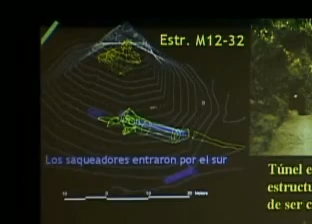 Estr. M12-32
Los saqueadores entraron por el sur
Túnel e
estructu
de ser c